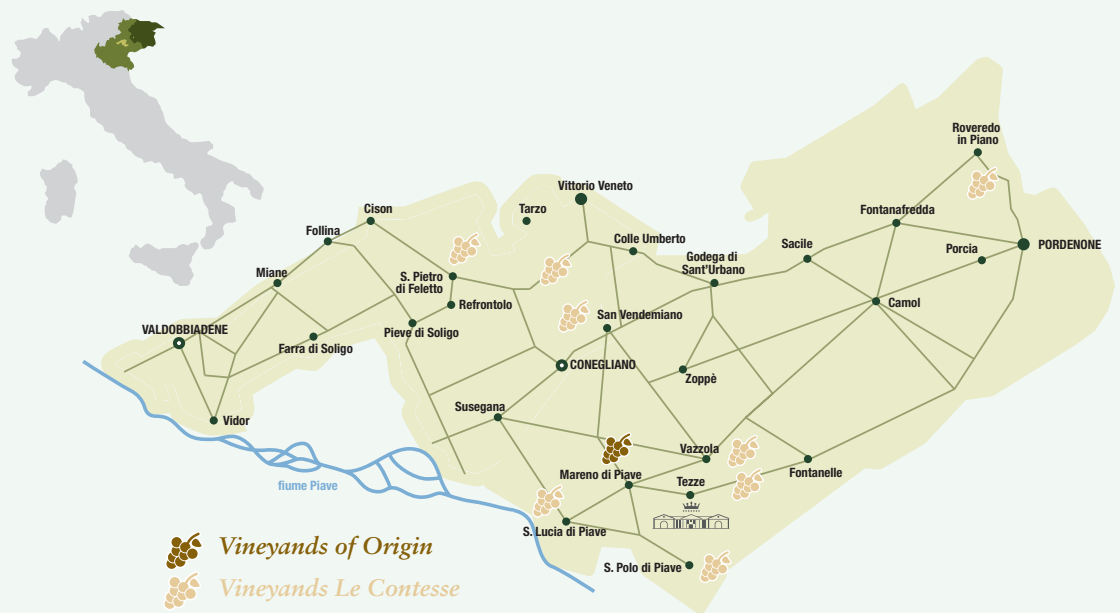 Roveredo
in Piano
Vittorio Veneto
Cison
Tarzo
Fontanafredda
Follina
Colle Umberto
Sacile
Porcia
PORDENONE
Godega di
Sant'Urbano
Miane
S. Pietro
di Feletto
Refrontolo
Camol
San Vendemiano
VALDOBBIADENE
Pieve di Soligo
Farra di Soligo
CONEGLIANO
Zoppè
Susegana
Vidor
Vazzola
Mareno di Piave
Tezze
Fontanelle
fiume Piave
S. Lucia di Piave
S. Polo di Piave
Vineyands of Origin
Vineyands Le Contesse